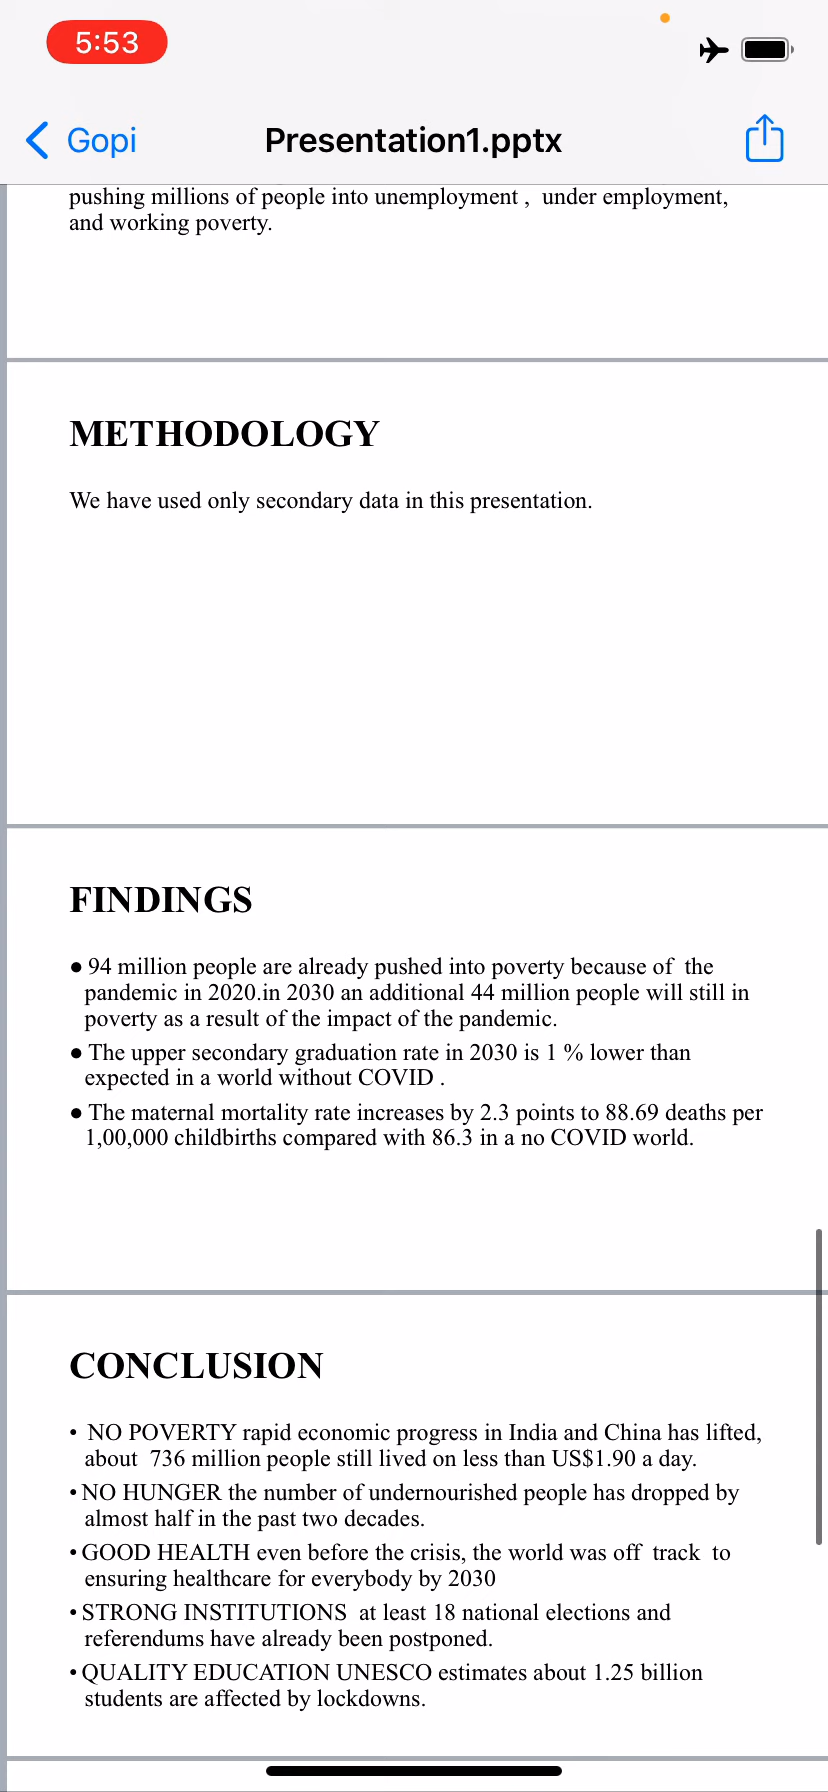 5:53
Gopi
Presentation1.pptx
pushing millions of people into unemployment , under employment,
and working poverty.
METHODOLOGY
We have used only secondary data in this presentation.
FINDINGS
● 94 million people are already pushed into poverty because of the
pandemic in 2020.in 2030 an additional 44 million people will still in
poverty as a result of the impact of the pandemic.
● The upper secondary graduation rate in 2030 is 1 % lower than
expected in a world without COVID .
● The maternal mortality rate increases by 2.3 points to 88.69 deaths per
1,00,000 childbirths compared with 86.3 in a no COVID world.
CONCLUSION
• NO POVERTY rapid economic progress in India and China has lifted,
about 736 million people still lived on less than US$1.90 a day.
• NO HUNGER the number of undernourished people has dropped by
almost half in the past two decades.
• GOOD HEALTH even before the crisis, the world was off track to
ensuring healthcare for everybody by 2030
• STRONG INSTITUTIONS at least 18 national elections and
referendums have already been postponed.
• QUALITY EDUCATION UNESCO estimates about 1.25 billion
students are affected by lockdowns.